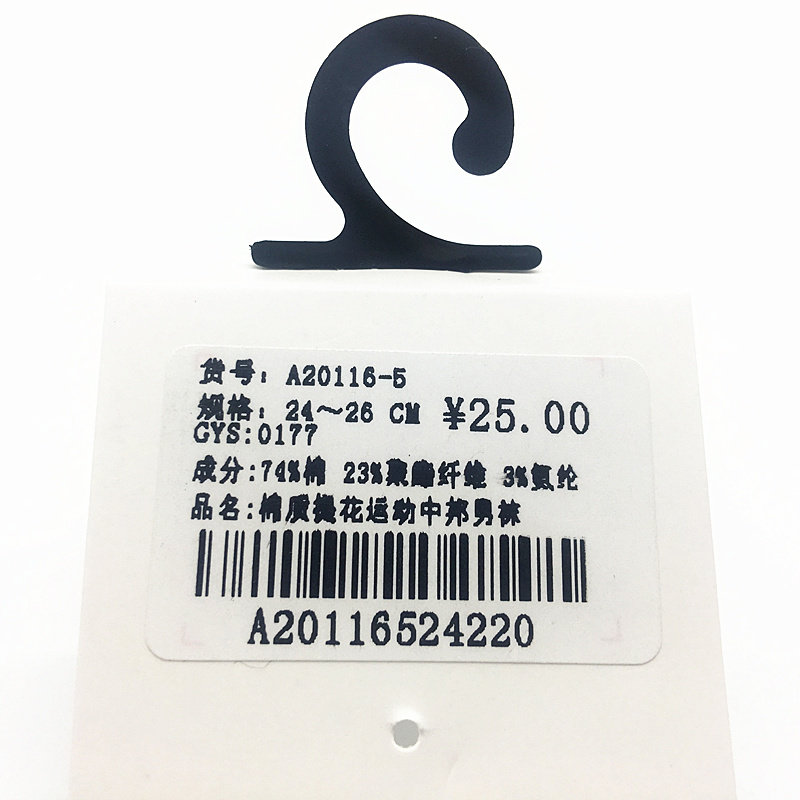 货号: A20116-5
规格: 24～26 CM ¥25.00
GYS:0177
成分:74%棉 23%聚酯纤维 3%氨纶
品名:棉质提花运动中邦男袜
A20116524220